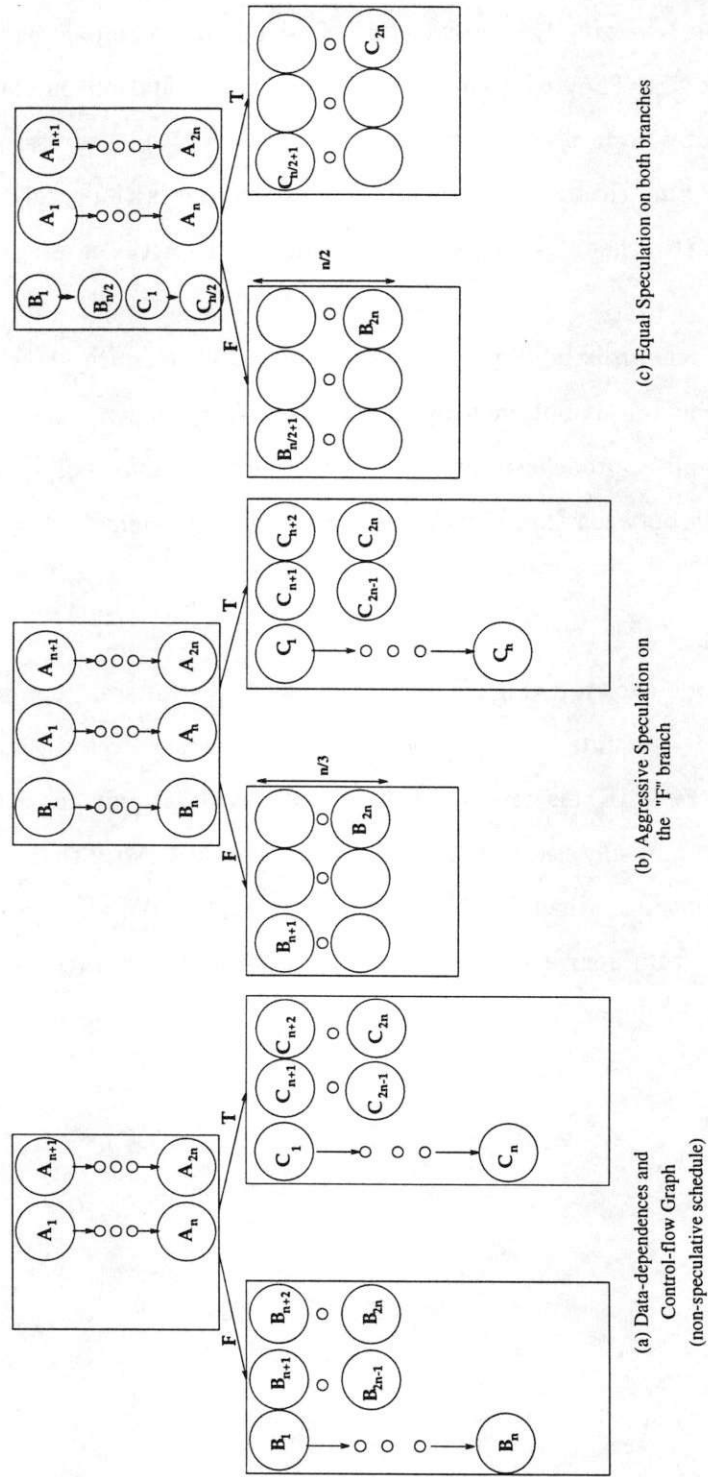 A1
An+1
An
A2n
F
T
B1
Bn+1
Bn+2
B2n-1
B2n
Bn
C1
Cn+1
Cn+2
C2n-1
C2n
Cn
(a) Data-dependences and
Control-flow Graph
(non-speculative schedule)
B1
A1
An+1
Bn
An
A2n
F
T
Bn+1
B2n
n/3
C1
Cn+1
Cn+2
C2n-1
C2n
Cn
(b) Aggressive Speculation on
the "F" branch
B1
Bn/2
C1
Cn/2
A1
An+1
An
A2n
F
T
Bn/2+1
B2n
n/2
Cn/2+1
C2n
(c) Equal Speculation on both branches